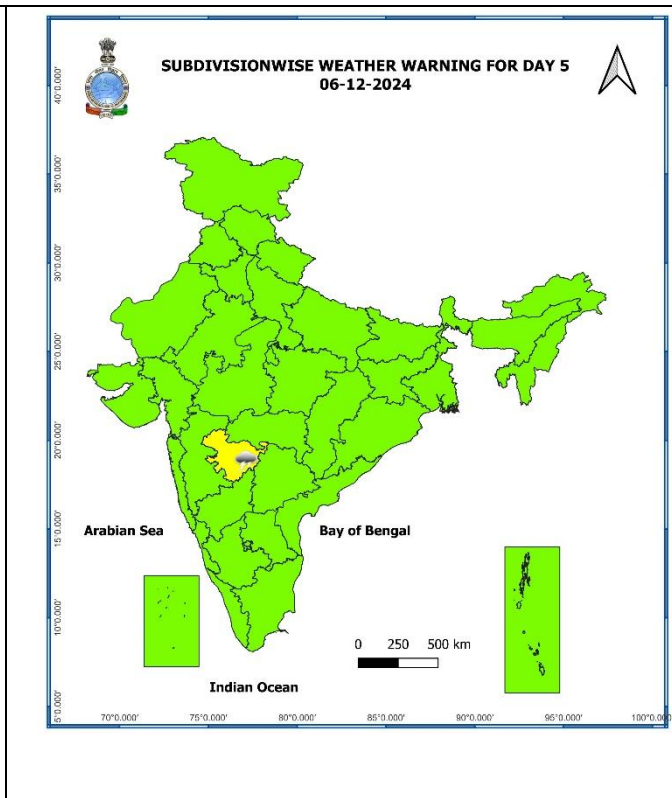 SUBDIVISIONWISE WEATHER WARNING FOR DAY 5
06-12-2024
40°0.000'
35°0.000'
30°0.000'
25°0.000'
20°0.000'
15°0.000'
10°0.000'
5°0.000'
Arabian Sea
Bay of Bengal
0 250 500 km
Indian Ocean
70°0.000' 75°0.000' 80°0.000' 85°0.000' 90°0.000' 95°0.000' 100°0.000'